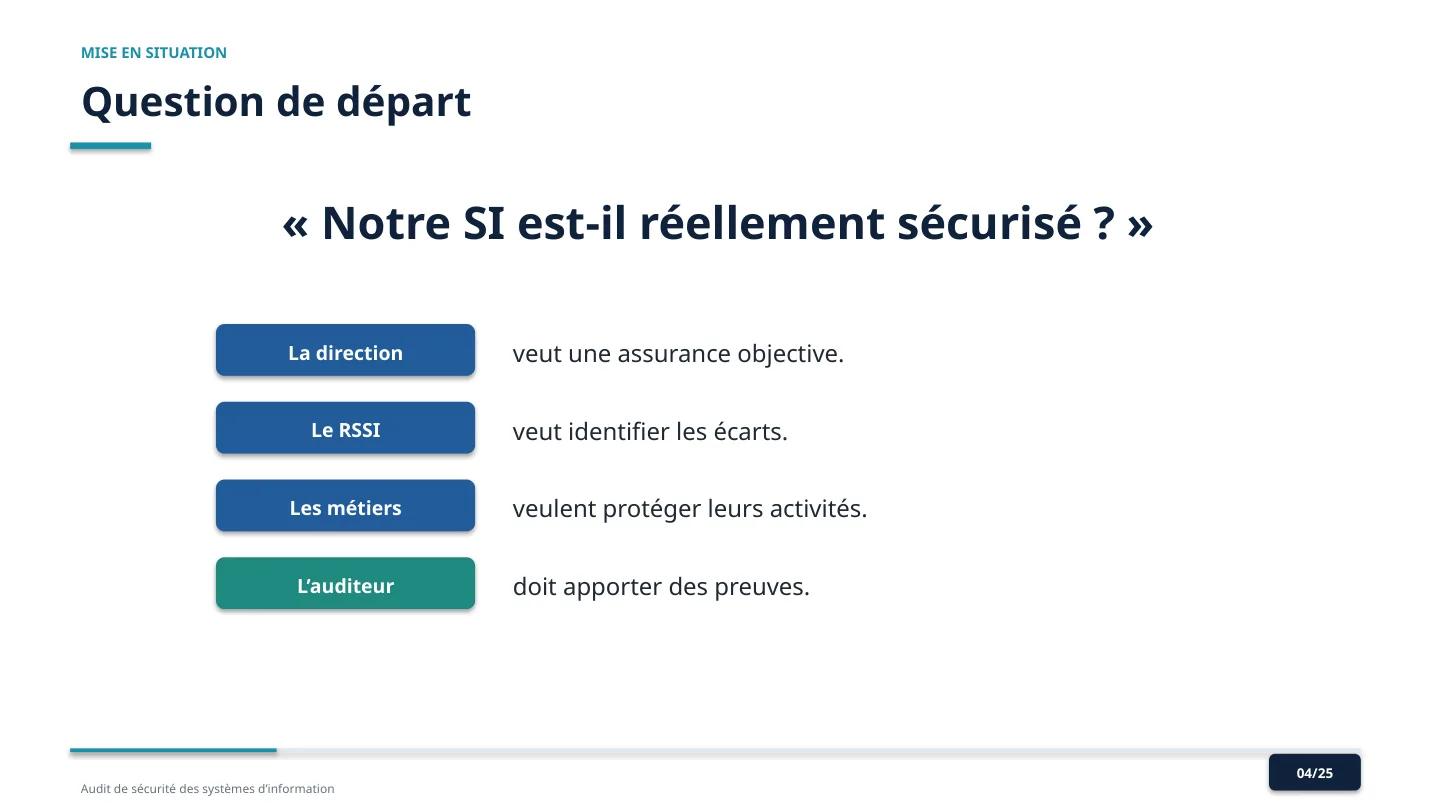 MISE EN SITUATION
Question de départ
« Notre SI est-il réellement sécurisé ? »
La direction veut une assurance objective.
Le RSSI veut identifier les écarts.
Les métiers veulent protéger leurs activités.
L’auditeur doit apporter des preuves.
Audit de sécurité des systèmes d’information
04/25